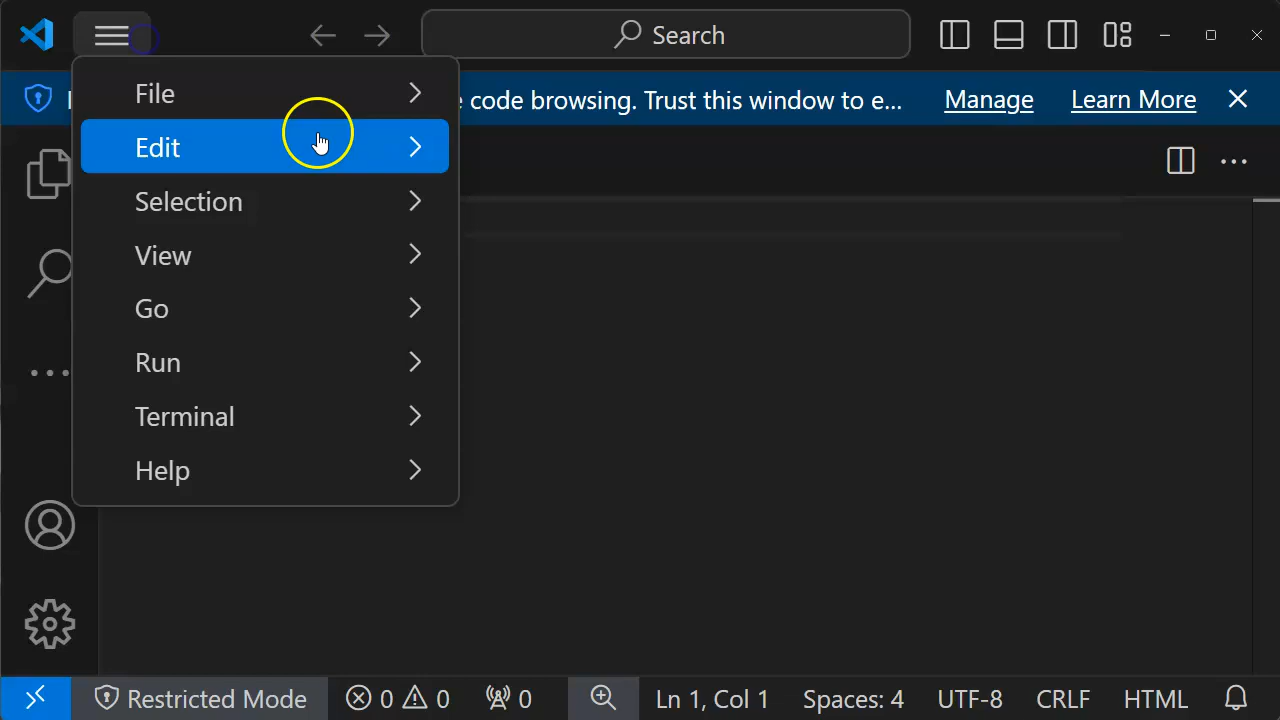 Search
code browsing. Trust this window to e... Manage Learn More
File
Edit
Selection
View
Go
Run
Terminal
Help
Restricted Mode 0 0 0 Ln 1, Col 1 Spaces: 4 UTF-8 CRLF HTML